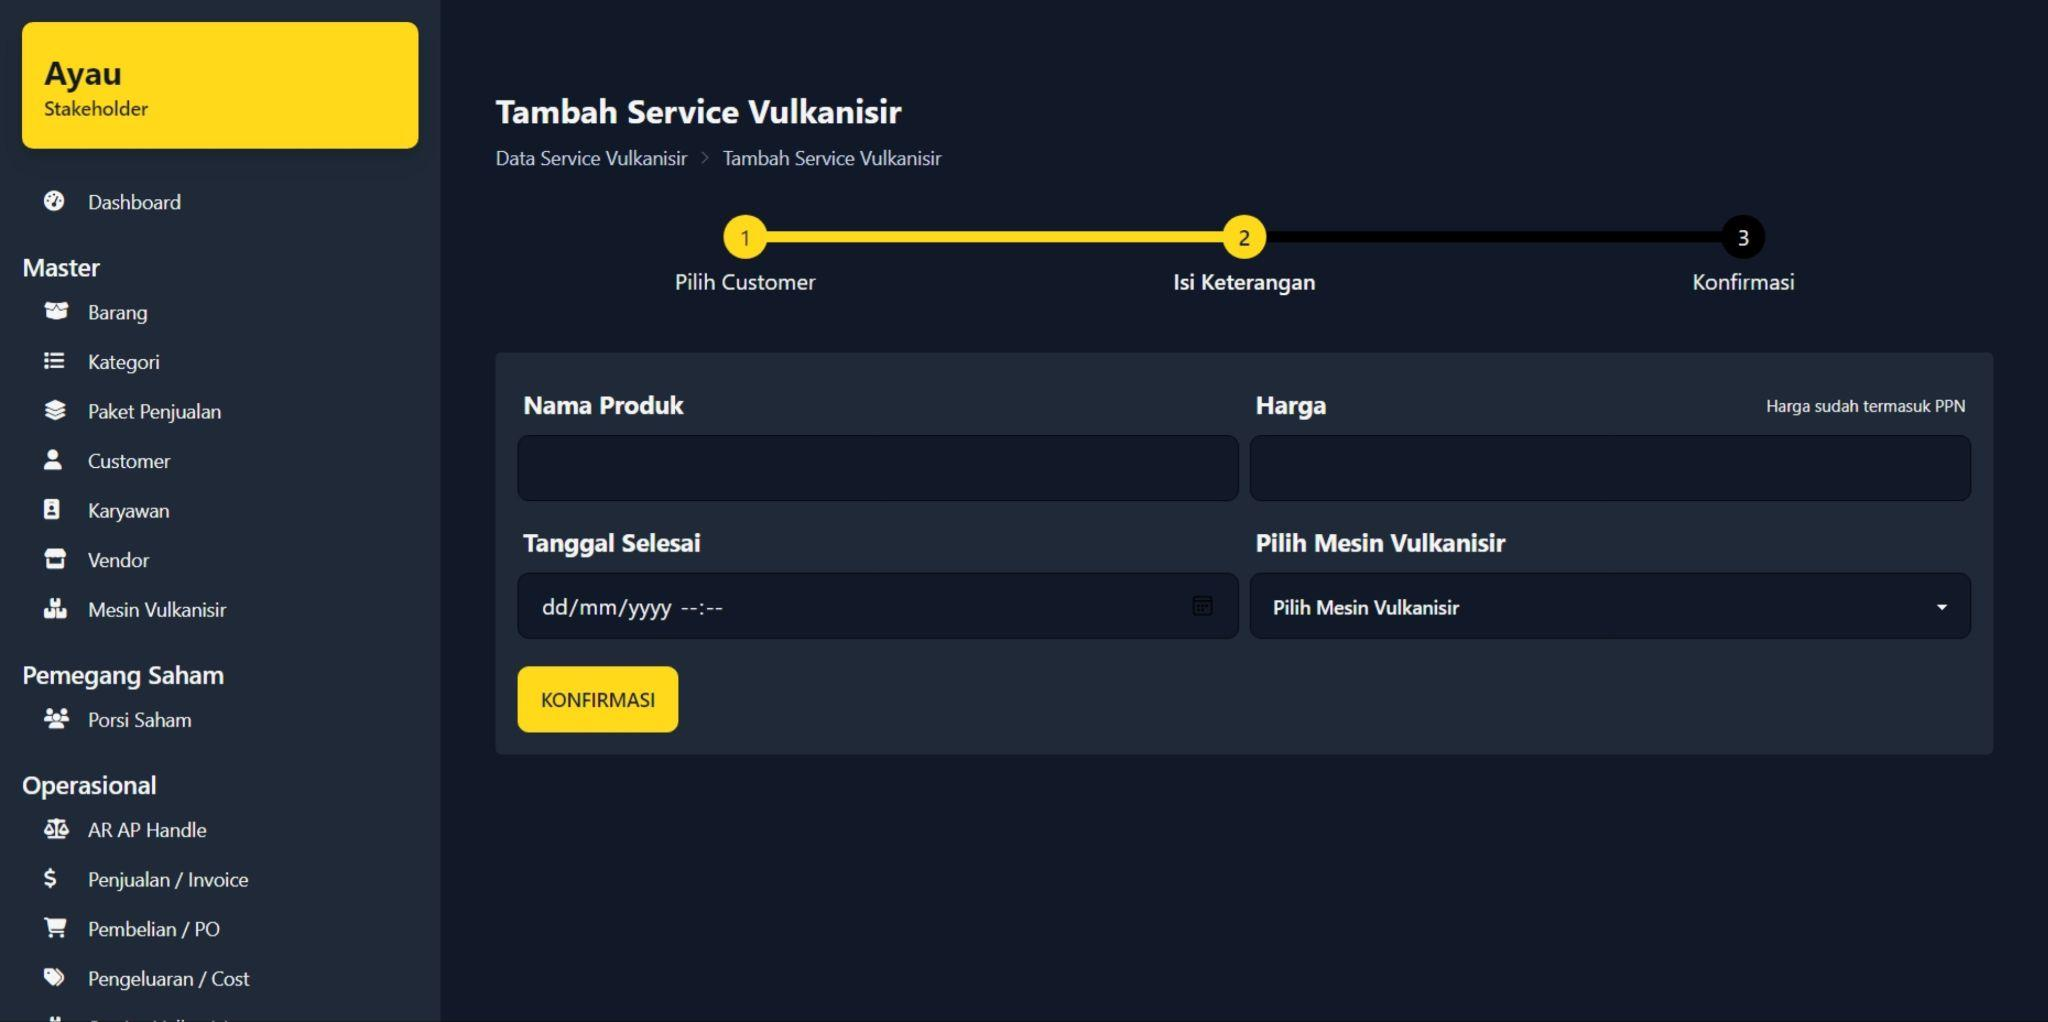 Ayau
Stakeholder
Dashboard
Master
Barang
Kategori
Paket Penjualan
Customer
Karyawan
Vendor
Mesin Vulkanisir
Pemegang Saham
Porsi Saham
Operasional
AR AP Handle
Penjualan / Invoice
Pembelian / PO
Pengeluaran / Cost
Tambah Service Vulkanisir
Data Service Vulkanisir > Tambah Service Vulkanisir
1 2 3
Pilih Customer Isi Keterangan Konfirmasi
Nama Produk
Harga Harga sudah termasuk PPN
Tanggal Selesai
dd/mm/yyyy --:--
Pilih Mesin Vulkanisir
Pilih Mesin Vulkanisir
KONFIRMASI